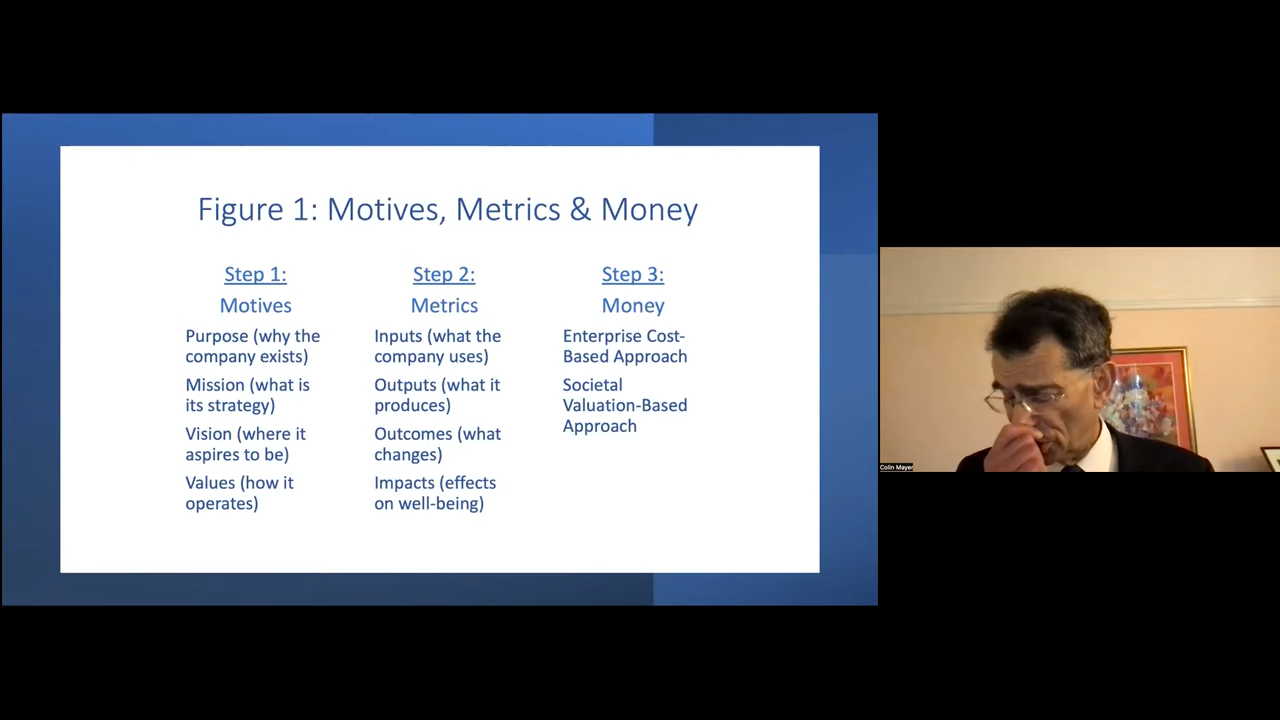 Figure 1: Motives, Metrics & Money
Step 1:
Motives
Purpose (why the
company exists)
Mission (what is
its strategy)
Vision (where it
aspires to be)
Values (how it
operates)
Step 2:
Metrics
Inputs (what the
company uses)
Outputs (what it
produces)
Outcomes (what
changes)
Impacts (effects
on well-being)
Step 3:
Money
Enterprise Cost-
Based Approach
Societal
Valuation-Based
Approach
Colin Mayer